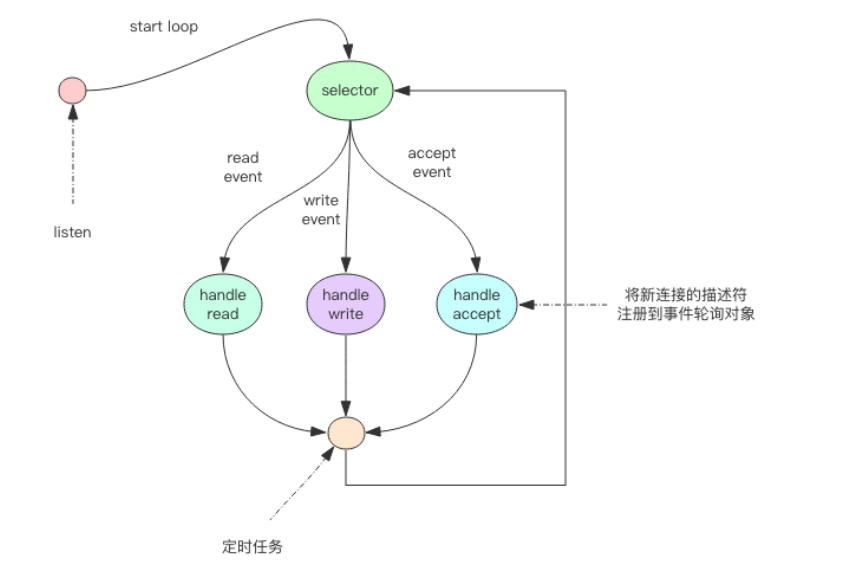 start loop
selector
read
event
accept
event
write
event
listen
handle
read
handle
write
handle
accept
将新连接的描述符
注册到事件轮询对象
定时任务